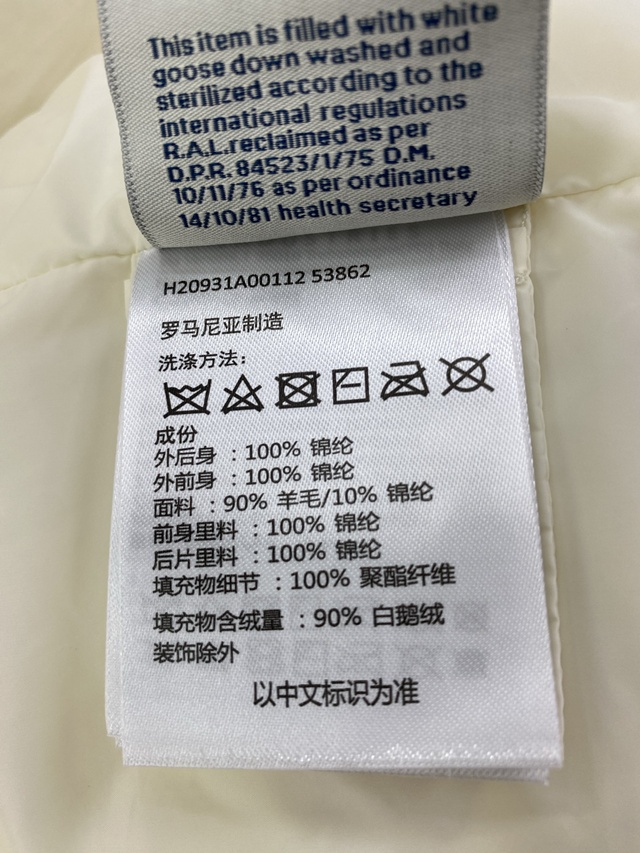 This item is filled with white
goose down washed and
sterilized according to the
international regulations
R.A.L.reclaimed as per
D.P.R. 84523/1/75 D.M.
10/11/76 as per ordinance
14/10/81 health secretary
H20931A00112 53862
罗马尼亚制造
洗涤方法：
成份
外后身 ：100% 锦纶
外前身 ：100% 锦纶
面料 ：90% 羊毛/10% 锦纶
前身里料 ：100% 锦纶
后片里料 ：100% 锦纶
填充物细节 ：100% 聚酯纤维
填充物含绒量 ：90% 白鹅绒
装饰除外
以中文标识为准